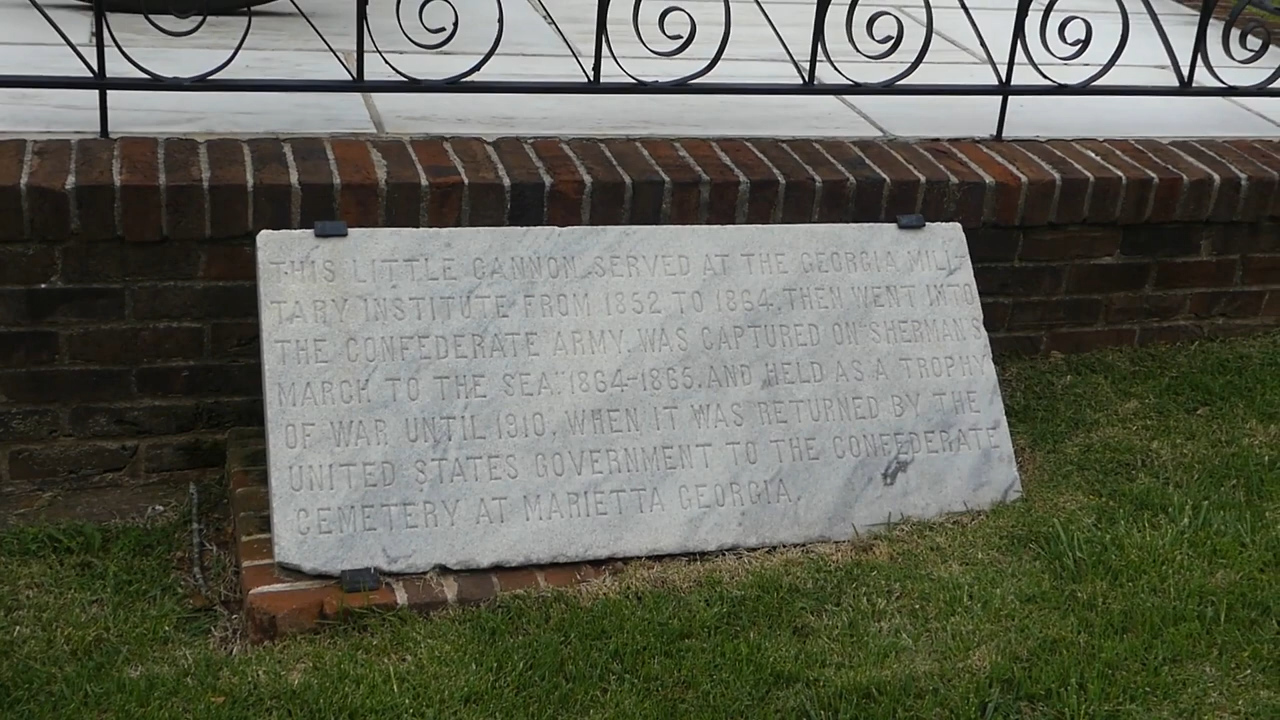 THIS LITTLE CANNON SERVED AT THE GEORGIA MILI-
TARY INSTITUTE FROM 1852 TO 1864, THEN WENT INTO
THE CONFEDERATE ARMY, WAS CAPTURED ON "SHERMAN'S
MARCH TO THE SEA," 1864-1865, AND HELD AS A TROPHY
OF WAR UNTIL 1910, WHEN IT WAS RETURNED BY THE
UNITED STATES GOVERNMENT TO THE CONFEDERATE
CEMETERY AT MARIETTA GEORGIA.